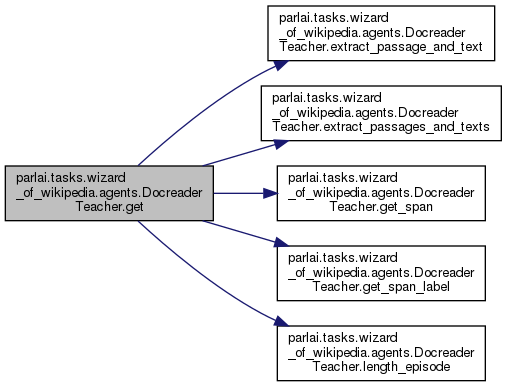 parlai.tasks.wizard
_of_wikipedia.agents.Docreader
Teacher.get
parlai.tasks.wizard
_of_wikipedia.agents.Docreader
Teacher.extract_passage_and_text
parlai.tasks.wizard
_of_wikipedia.agents.Docreader
Teacher.extract_passages_and_texts
parlai.tasks.wizard
_of_wikipedia.agents.Docreader
Teacher.get_span
parlai.tasks.wizard
_of_wikipedia.agents.Docreader
Teacher.get_span_label
parlai.tasks.wizard
_of_wikipedia.agents.Docreader
Teacher.length_episode